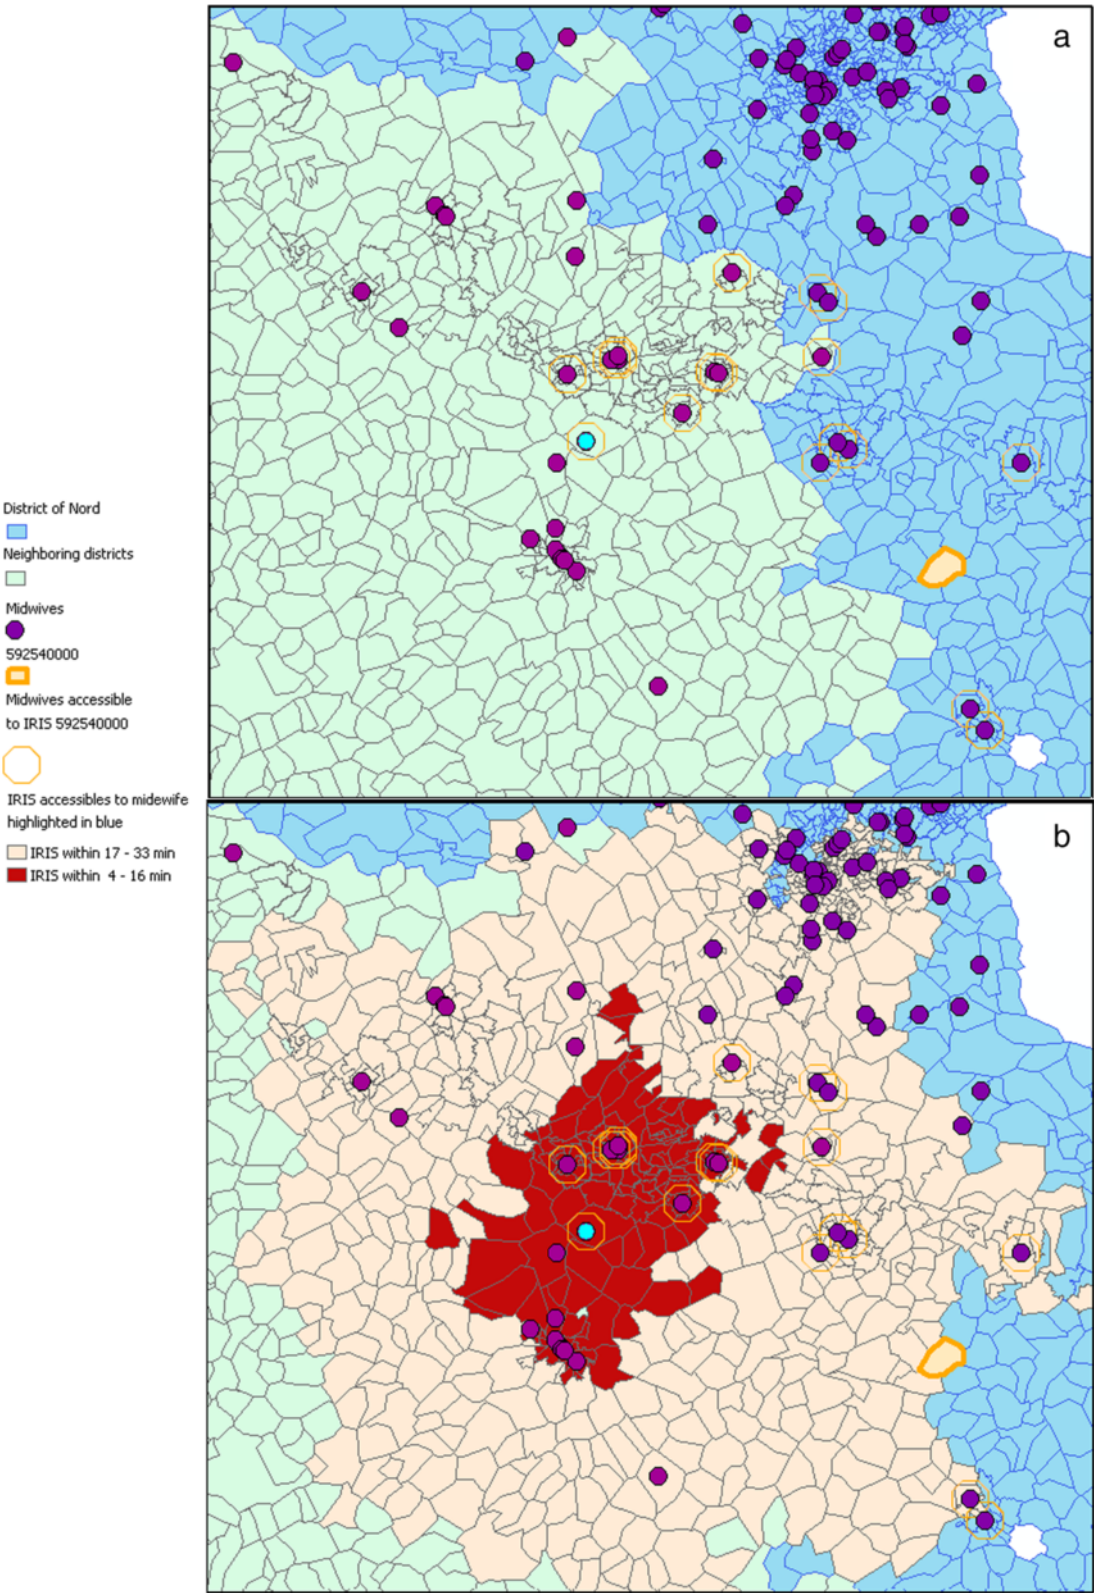 a
District of Nord
Neighboring districts
Midwives
592540000
Midwives accessible
to IRIS 592540000
IRIS accessibles to midewife
highlighted in blue
IRIS within 17 - 33 min
IRIS within 4 - 16 min
b